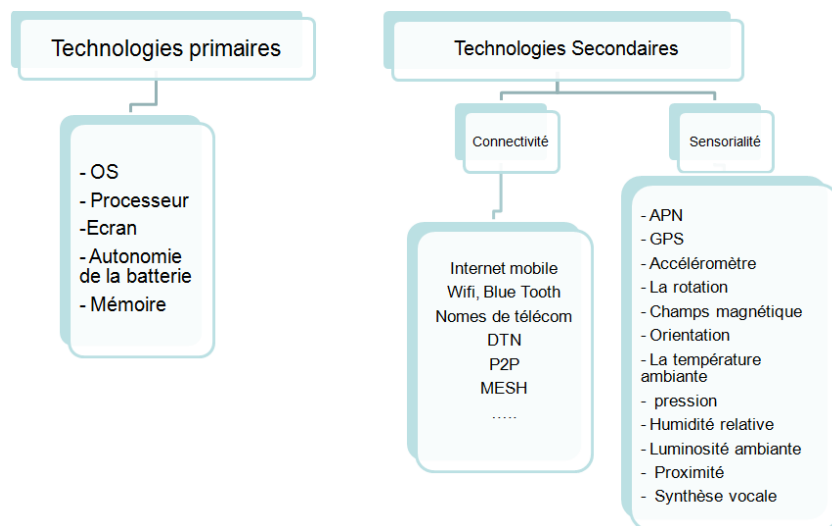 Technologies primaires
- OS
- Processeur
-Ecran
- Autonomie
de la batterie
- Mémoire
Technologies Secondaires
Connectivité
Internet mobile
Wifi, Blue Tooth
Nomes de télécom
DTN
P2P
MESH
.....
Sensorialité
- APN
- GPS
- Accéléromètre
- La rotation
- Champs magnétique
- Orientation
- La température
ambiante
- pression
- Humidité relative
- Luminosité ambiante
- Proximité
- Synthèse vocale